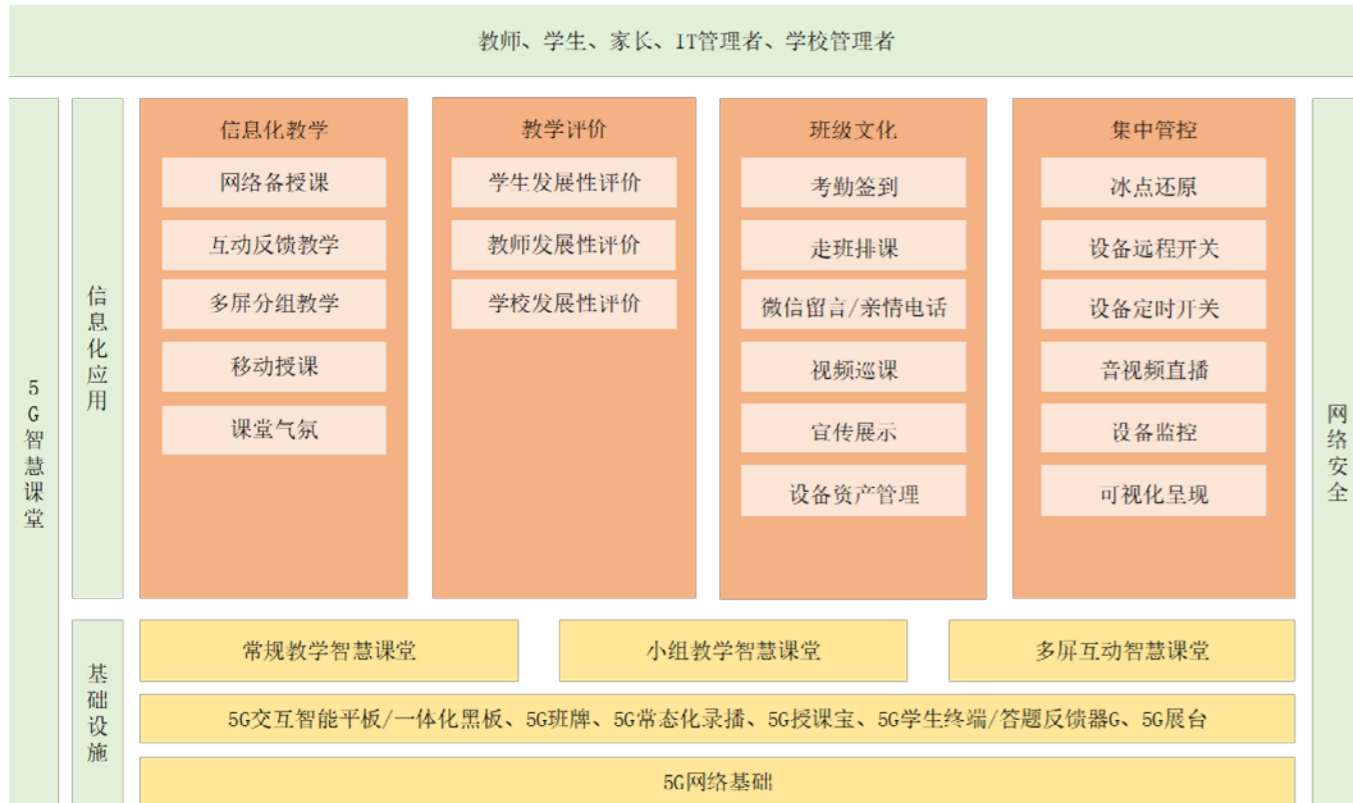 教师、学生、家长、IT管理者、学校管理者
5G智慧课堂
信息化应用
信息化教学
网络备授课
互动反馈教学
多屏分组教学
移动授课
课堂气氛
教学评价
学生发展性评价
教师发展性评价
学校发展性评价
班级文化
考勤签到
走班排课
微信留言/亲情电话
视频巡课
宣传展示
设备资产管理
集中管控
冰点还原
设备远程开关
设备定时开关
音视频直播
设备监控
可视化呈现
网络安全
基础设施
常规教学智慧课堂
小组教学智慧课堂
多屏互动智慧课堂
5G交互智能平板/一体化黑板、5G班牌、5G常态化录播、5G授课宝、5G学生终端/答题反馈器G、5G展台
5G网络基础